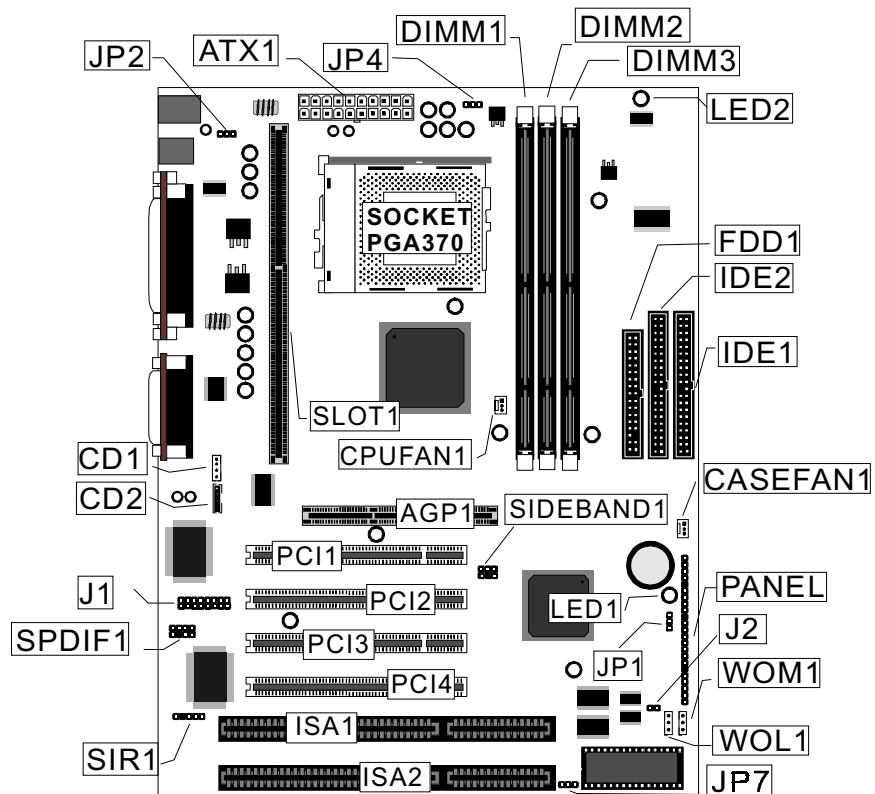 DIMM1
DIMM2
ATX1
JP4
JP2
DIMM3
LED2
SOCKET
PGA370
FDD1
IDE2
IDE1
SLOT1
CPUFAN1
CD1
CASEFAN1
CD2
AGP1
SIDEBAND1
PCI1
J1
PCI2
LED1
PANEL
SPDIF1
PCI3
J2
JP1
WOM1
PCI4
ISA1
SIR1
WOL1
ISA2
JP7